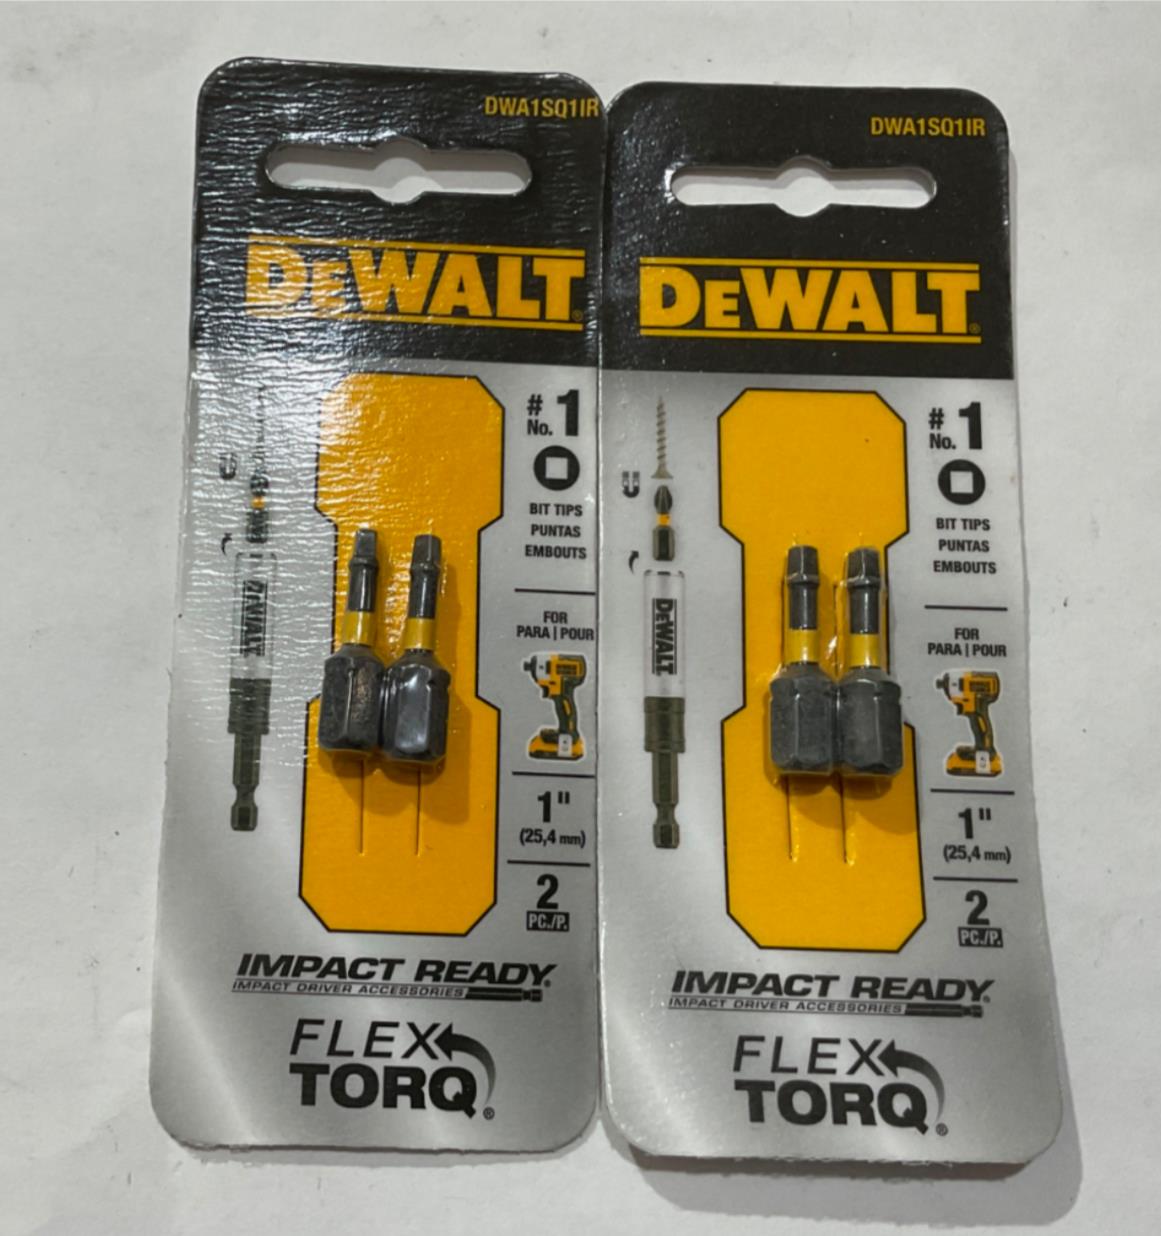 DWA1SQ1IR
DEWALT®
# No. 1
BIT TIPS
PUNTAS
EMBOUTS
DEWALT
FOR
PARA | POUR
1"
(25,4 mm)
2
PC./P.
IMPACT READY®
IMPACT DRIVER ACCESSORIES
FLEX
TORQ®
DWA1SQ1IR
DEWALT®
# No. 1
BIT TIPS
PUNTAS
EMBOUTS
DEWALT
FOR
PARA | POUR
1"
(25,4 mm)
2
PC./P.
IMPACT READY®
IMPACT DRIVER ACCESSORIES
FLEX
TORQ®